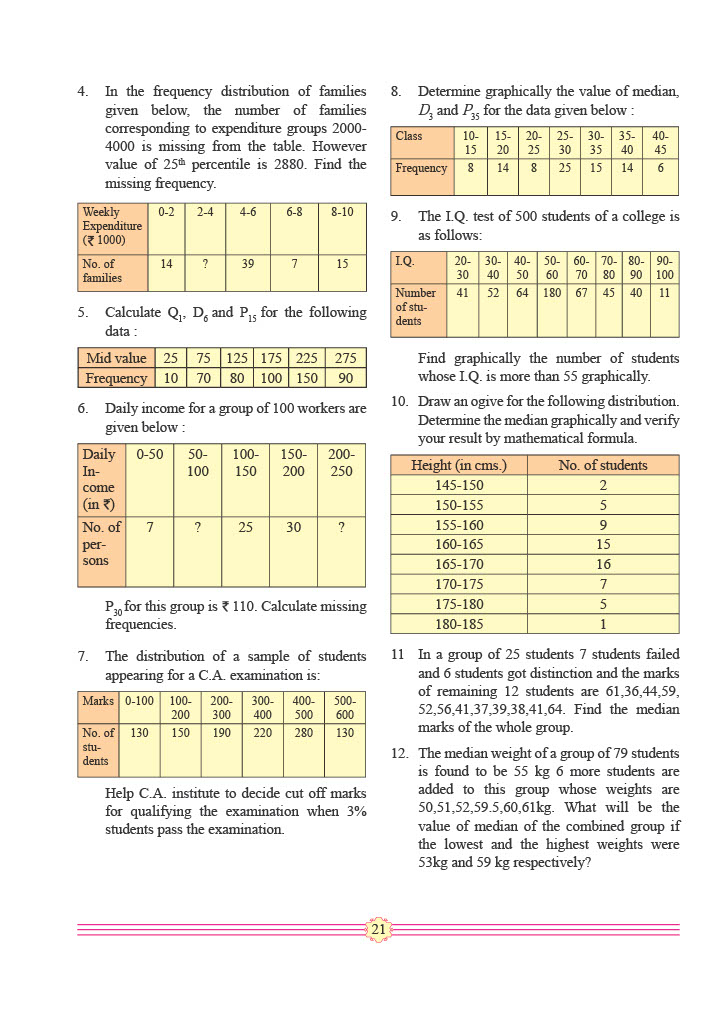 4. In the frequency distribution of families
given below, the number of families
corresponding to expenditure groups 2000-
4000 is missing from the table. However
value of 25th percentile is 2880. Find the
missing frequency.
Weekly Expenditure (₹ 1000) 0-2 2-4 4-6 6-8 8-10
No. of families 14 ? 39 7 15
5. Calculate Q1, D6 and P15 for the following
data :
Mid value 25 75 125 175 225 275
Frequency 10 70 80 100 150 90
6. Daily income for a group of 100 workers are
given below :
Daily In-come (in ₹) 0-50 50-100 100-150 150-200 200-250
No. of per-sons 7 ? 25 30 ?
P30 for this group is ₹ 110. Calculate missing
frequencies.
7. The distribution of a sample of students
appearing for a C.A. examination is:
Marks 0-100 100-200 200-300 300-400 400-500 500-600
No. of stu-dents 130 150 190 220 280 130
Help C.A. institute to decide cut off marks
for qualifying the examination when 3%
students pass the examination.
8. Determine graphically the value of median,
D3 and P35 for the data given below :
Class 10-15 15-20 20-25 25-30 30-35 35-40 40-45
Frequency 8 14 8 25 15 14 6
9. The I.Q. test of 500 students of a college is
as follows:
I.Q. 20-30 30-40 40-50 50-60 60-70 70-80 80-90 90-100
Number of stu-dents 41 52 64 180 67 45 40 11
Find graphically the number of students
whose I.Q. is more than 55 graphically.
10. Draw an ogive for the following distribution.
Determine the median graphically and verify
your result by mathematical formula.
Height (in cms.) No. of students
145-150 2
150-155 5
155-160 9
160-165 15
165-170 16
170-175 7
175-180 5
180-185 1
11 In a group of 25 students 7 students failed
and 6 students got distinction and the marks
of remaining 12 students are 61,36,44,59,
52,56,41,37,39,38,41,64. Find the median
marks of the whole group.
12. The median weight of a group of 79 students
is found to be 55 kg 6 more students are
added to this group whose weights are
50,51,52,59.5,60,61kg. What will be the
value of median of the combined group if
the lowest and the highest weights were
53kg and 59 kg respectively?
21